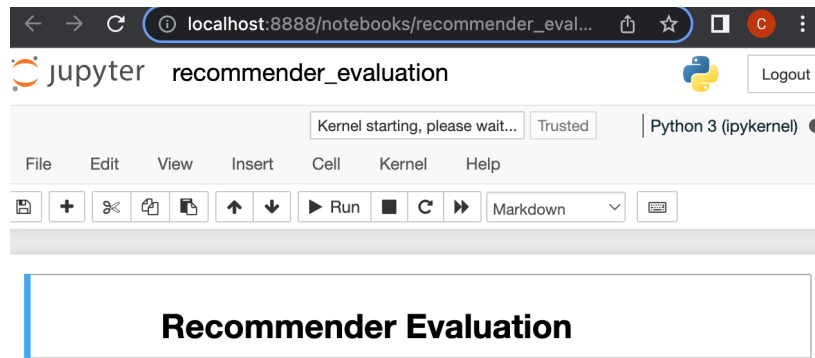 localhost:8888/notebooks/recommender_eval... C
jupyter recommender_evaluation Logout
Kernel starting, please wait... Trusted Python 3 (ipykernel)
File Edit View Insert Cell Kernel Help
Run Markdown
Recommender Evaluation